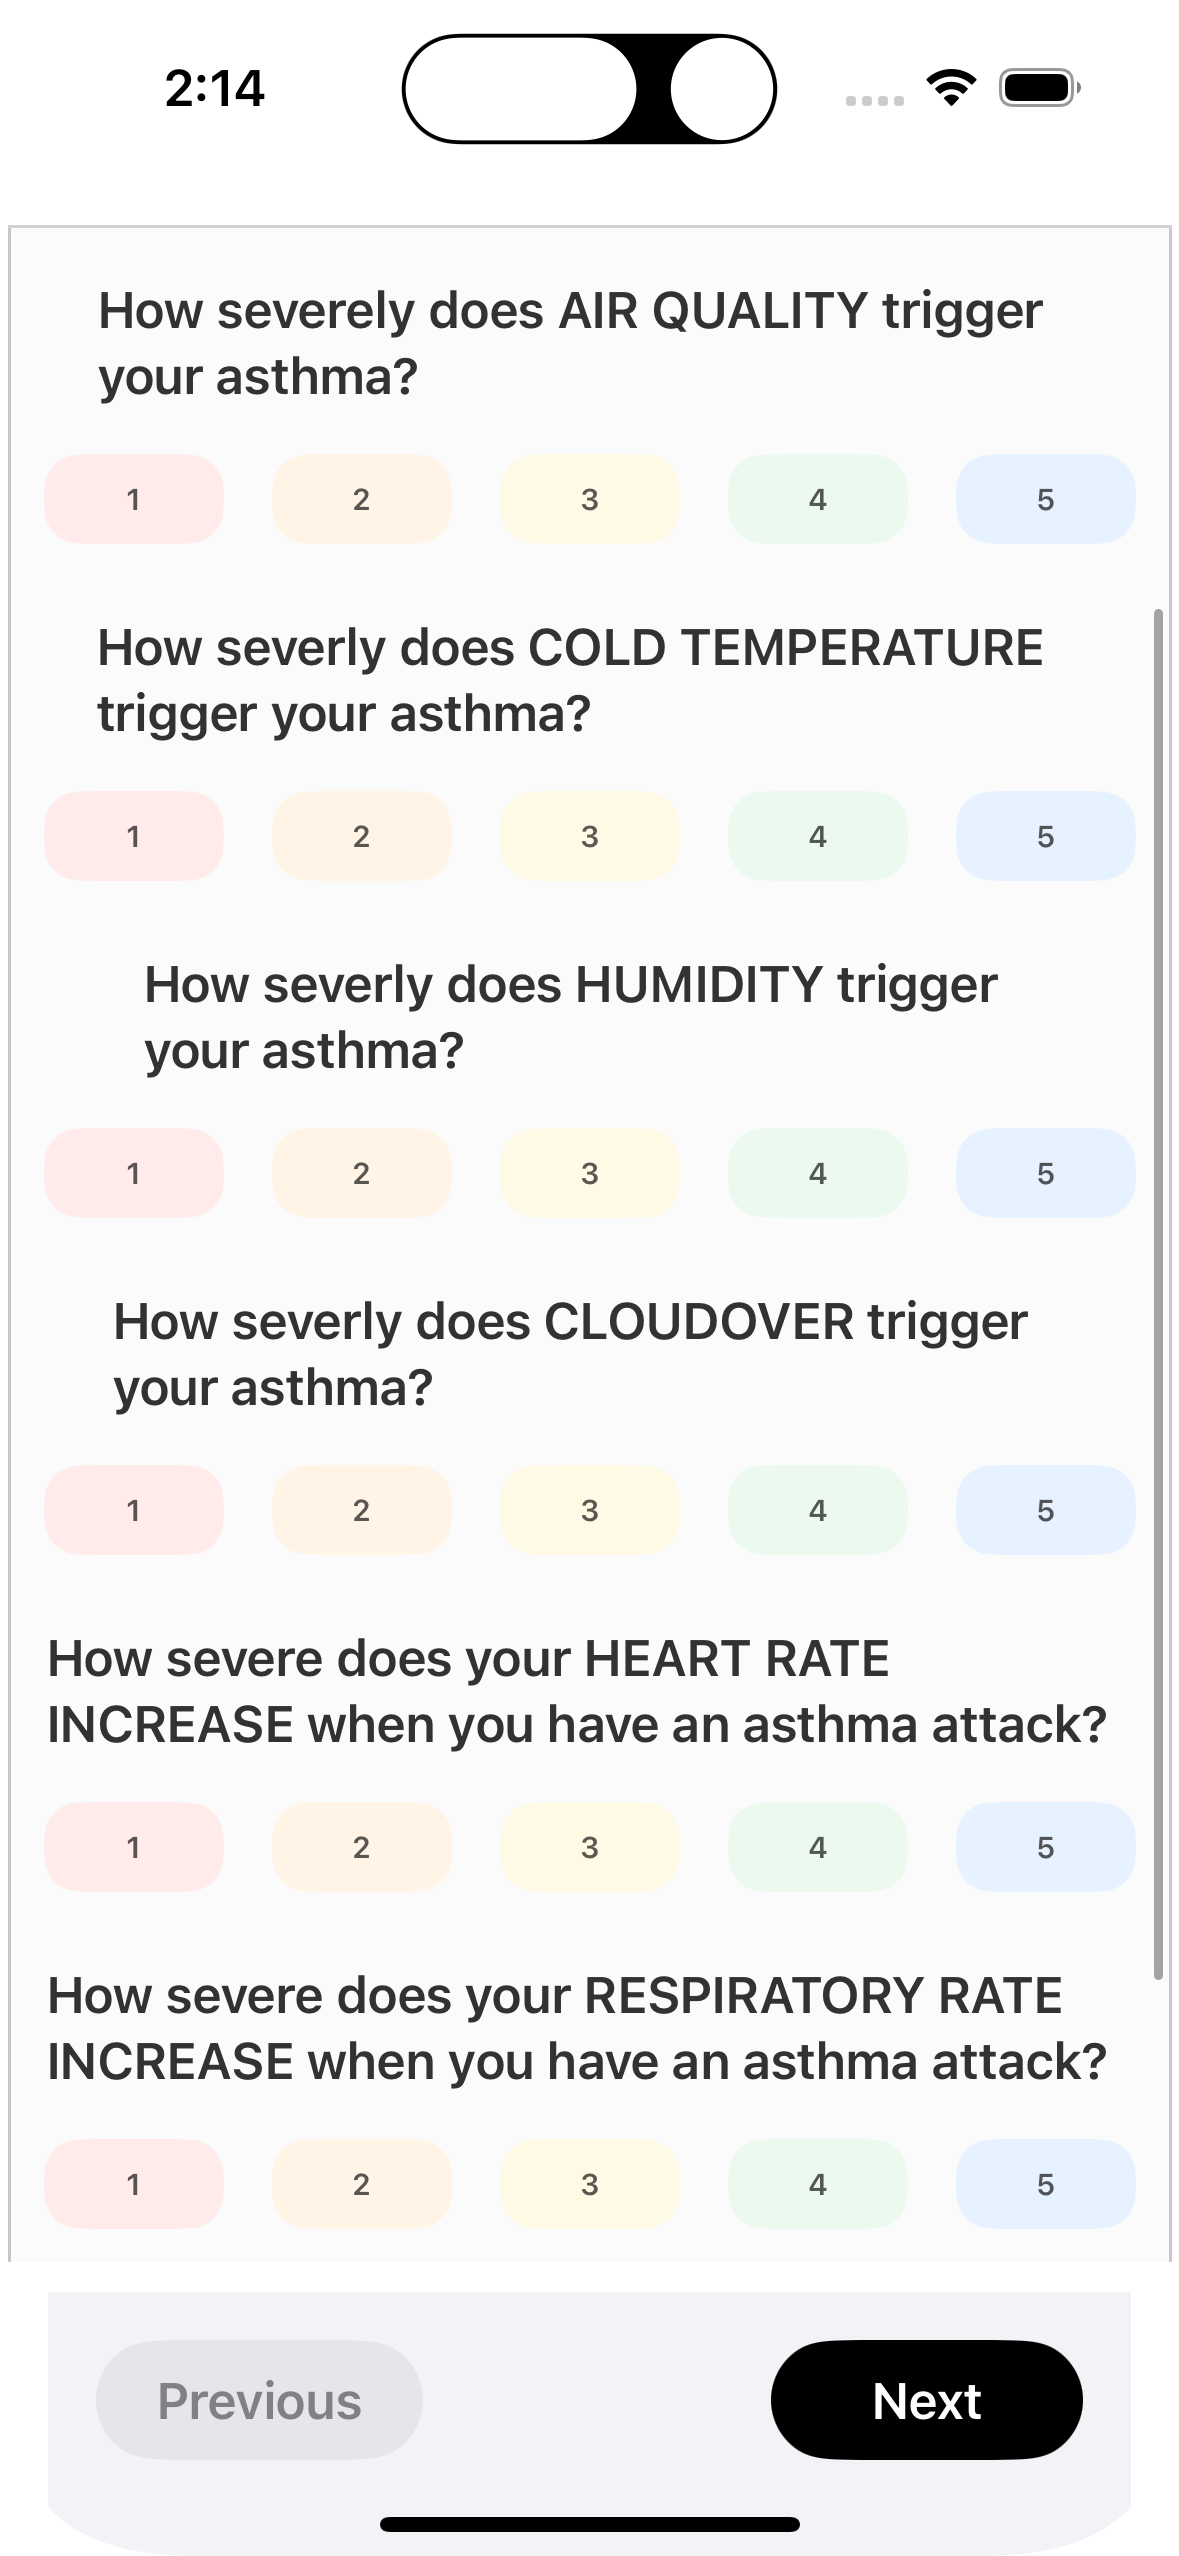 2:14
How severely does AIR QUALITY trigger
your asthma?
1 2 3 4 5
How severly does COLD TEMPERATURE
trigger your asthma?
1 2 3 4 5
How severly does HUMIDITY trigger
your asthma?
1 2 3 4 5
How severly does CLOUDOVER trigger
your asthma?
1 2 3 4 5
How severe does your HEART RATE
INCREASE when you have an asthma attack?
1 2 3 4 5
How severe does your RESPIRATORY RATE
INCREASE when you have an asthma attack?
1 2 3 4 5
Previous Next